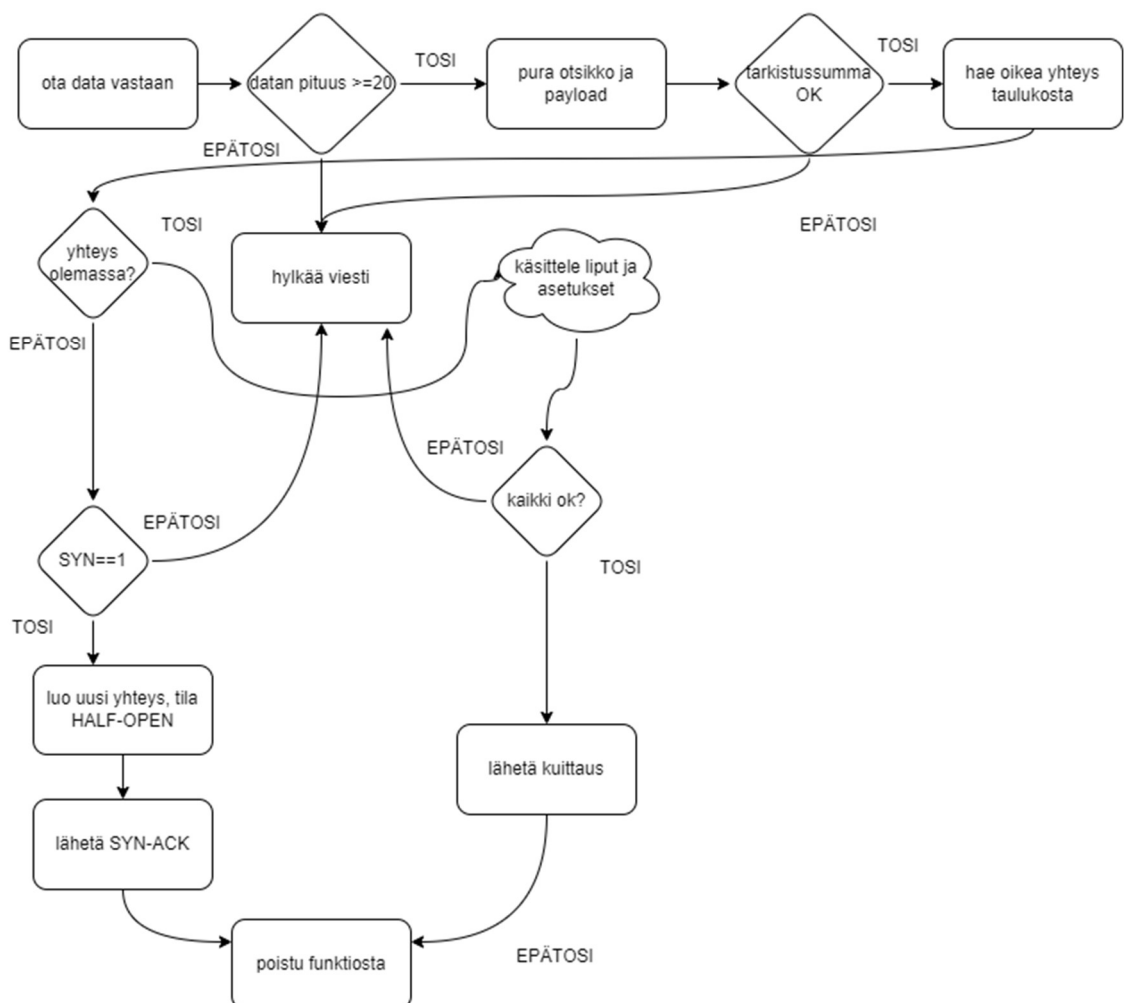 ota data vastaan
datan pituus >=20
TOSI
pura otsikko ja
payload
tarkistussumma
OK
TOSI
hae oikea yhteys
taulukosta
EPÄTOSI
yhteys
olemassa?
TOSI
hylkää viesti
käsittele liput ja
asetukset
EPÄTOSI
EPÄTOSI
EPÄTOSI
kaikki ok?
SYN==1
EPÄTOSI
TOSI
TOSI
luo uusi yhteys, tila
HALF-OPEN
lähetä kuittaus
lähetä SYN-ACK
poistu funktiosta
EPÄTOSI